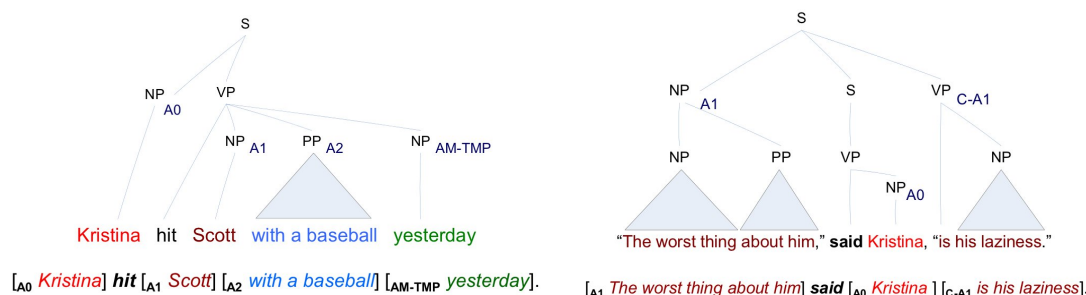 S
NP A0 VP
NP A1 PP A2 NP AM-TMP
Kristina hit Scott with a baseball yesterday
[A0 Kristina] hit [A1 Scott] [A2 with a baseball] [AM-TMP yesterday].
S
NP A1 S VP C-A1
NP PP VP NP
NP A0
“The worst thing about him,” said Kristina, “is his laziness.”
[A1 The worst thing about him] said [A0 Kristina ] [C-A1 is his laziness].